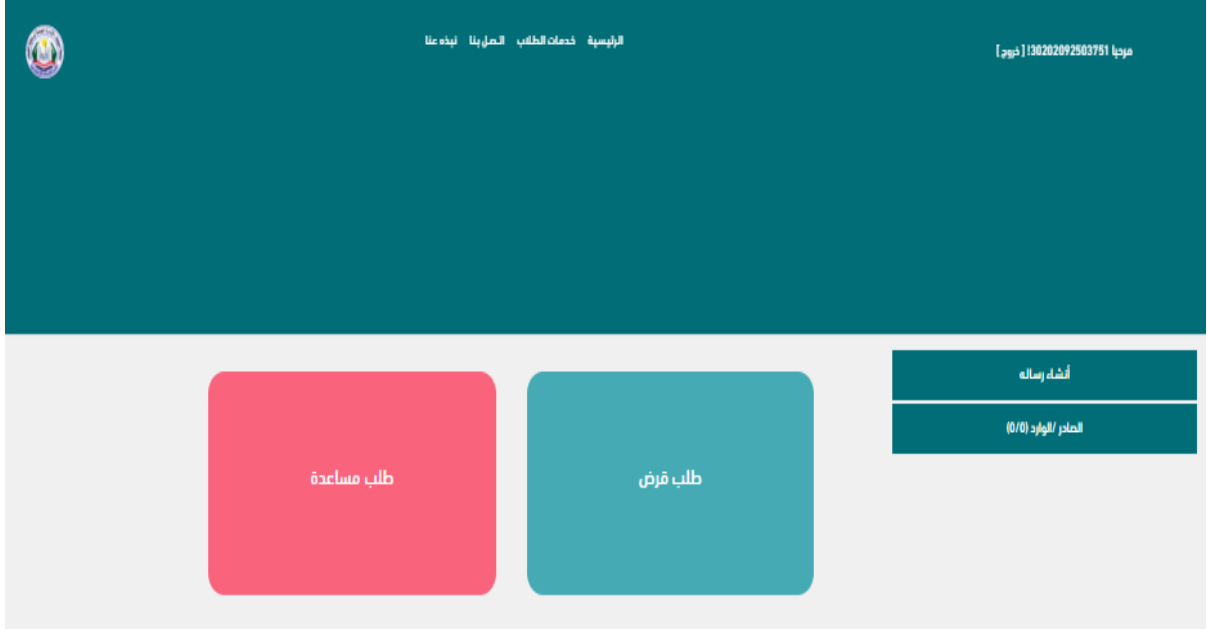 مرحبا 30202092503751! [ خروج ]
الرئيسية خدمات الطلاب اتصل بنا نبذه عنا
أنشاء رساله
الصادر /الوارد (0/0)
طلب قرض
طلب مساعدة